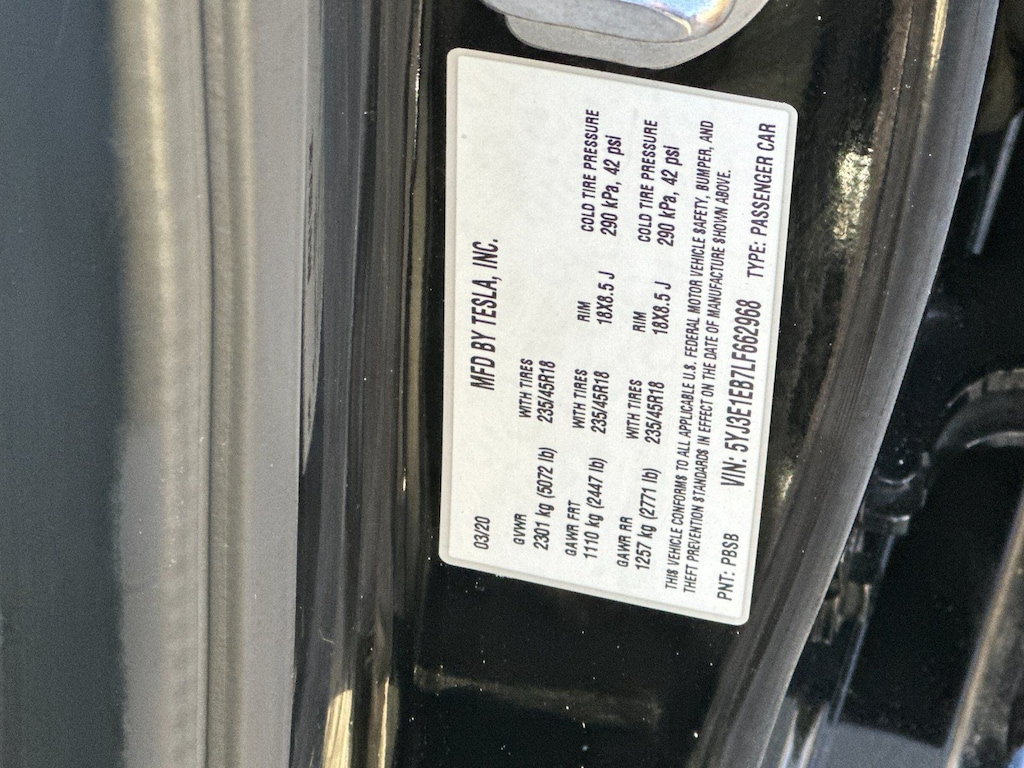 MFD BY TESLA, INC.
03/20
GVWR WITH TIRES
2301 kg (5072 lb) 235/45R18
GAWR FRT WITH TIRES RIM COLD TIRE PRESSURE
1110 kg (2447 lb) 235/45R18 18X8.5 J 290 kPa, 42 psi
GAWR RR WITH TIRES RIM COLD TIRE PRESSURE
1257 kg (2771 lb) 235/45R18 18X8.5 J 290 kPa, 42 psi
THIS VEHICLE CONFORMS TO ALL APPLICABLE U.S. FEDERAL MOTOR VEHICLE SAFETY, BUMPER, AND
THEFT PREVENTION STANDARDS IN EFFECT ON THE DATE OF MANUFACTURE SHOWN ABOVE.
PNT: PBSB VIN: 5YJ3E1EB7LF662968 TYPE: PASSENGER CAR